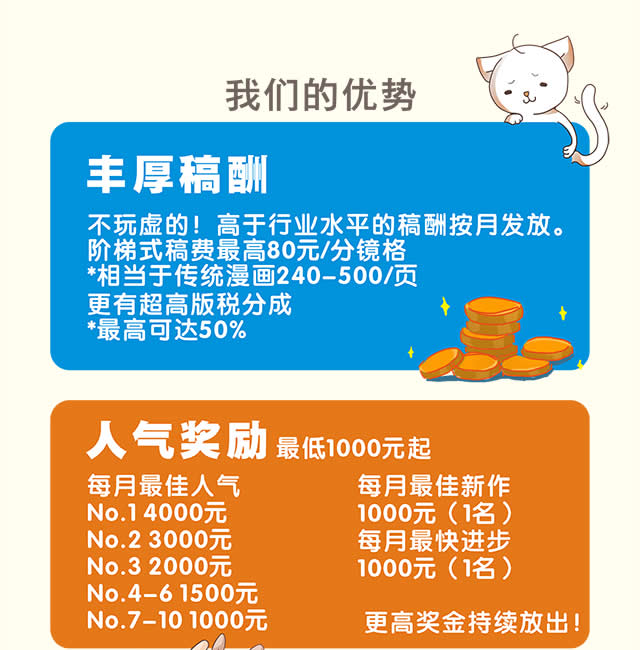 我们的优势
丰厚稿酬
不玩虚的！高于行业水平的稿酬按月发放。
阶梯式稿费最高80元/分镜格
*相当于传统漫画240-500/页
更有超高版税分成
*最高可达50%
人气奖励 最低1000元起
每月最佳人气
No.1 4000元
No.2 3000元
No.3 2000元
No.4-6 1500元
No.7-10 1000元
每月最佳新作
1000元（1名）
每月最快进步
1000元（1名）
更高奖金持续放出！